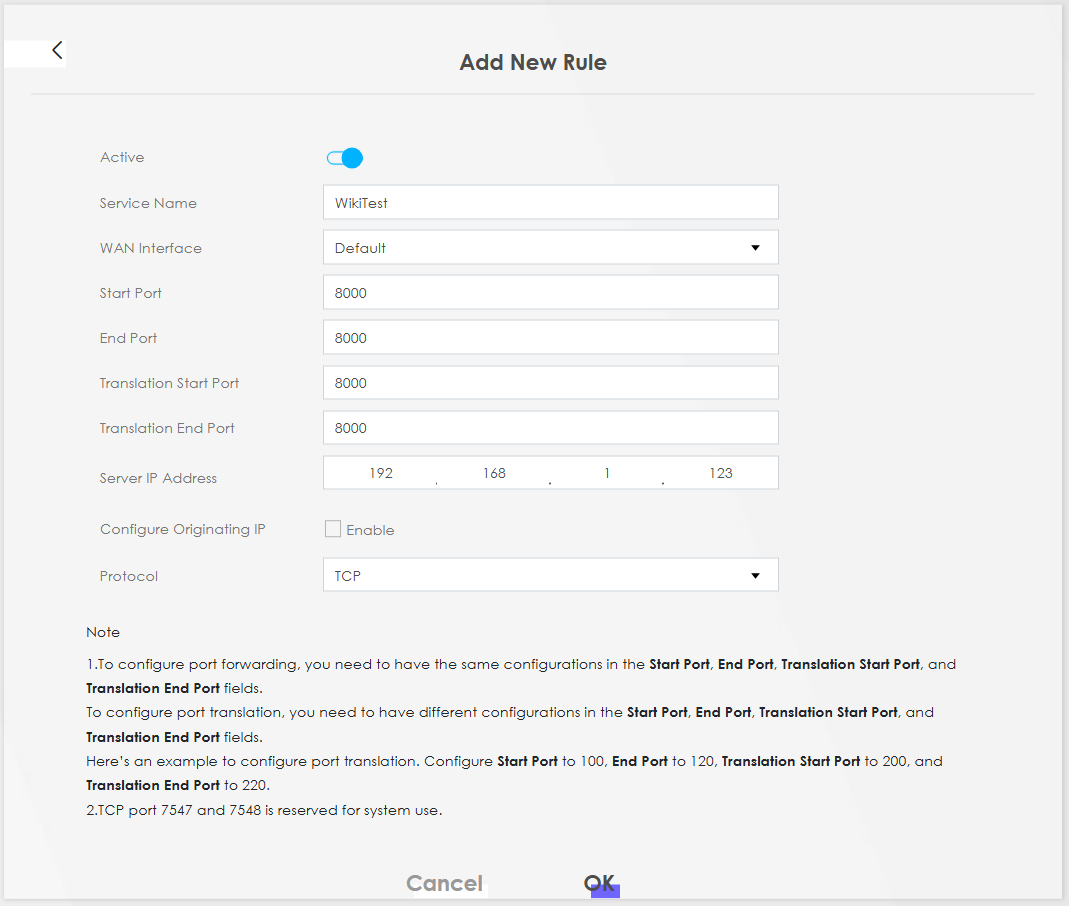 Add New Rule
Active
Service Name WikiTest
WAN Interface Default
Start Port 8000
End Port 8000
Translation Start Port 8000
Translation End Port 8000
Server IP Address 192 . 168 . 1 . 123
Configure Originating IP Enable
Protocol TCP
Note
1.To configure port forwarding, you need to have the same configurations in the Start Port, End Port, Translation Start Port, and
Translation End Port fields.
To configure port translation, you need to have different configurations in the Start Port, End Port, Translation Start Port, and
Translation End Port fields.
Here's an example to configure port translation. Configure Start Port to 100, End Port to 120, Translation Start Port to 200, and
Translation End Port to 220.
2.TCP port 7547 and 7548 is reserved for system use.
Cancel OK